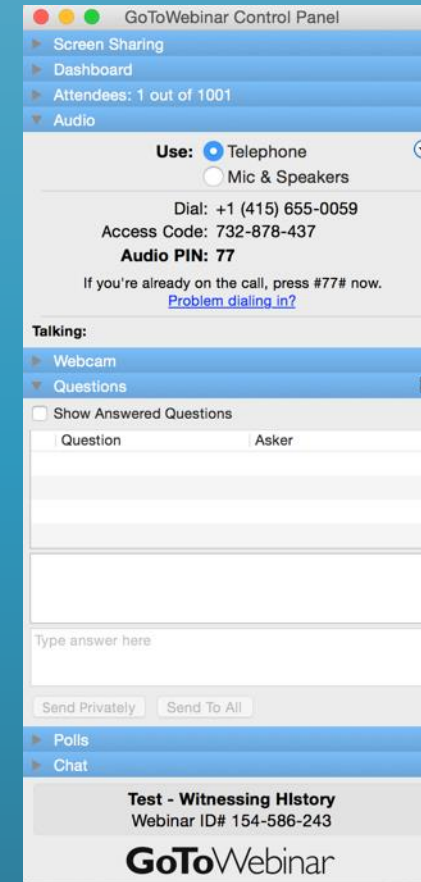 GoToWebinar Control Panel
Screen Sharing
Dashboard
Attendees: 1 out of 1001
Audio
Use: Telephone
Mic & Speakers
Dial: +1 (415) 655-0059
Access Code: 732-878-437
Audio PIN: 77
If you're already on the call, press #77# now.
Problem dialing in?
Talking:
Webcam
Questions
Show Answered Questions
Question Asker
Type answer here
Send Privately Send To All
Polls
Chat
Test - Witnessing HIstory
Webinar ID# 154-586-243
GoToWebinar